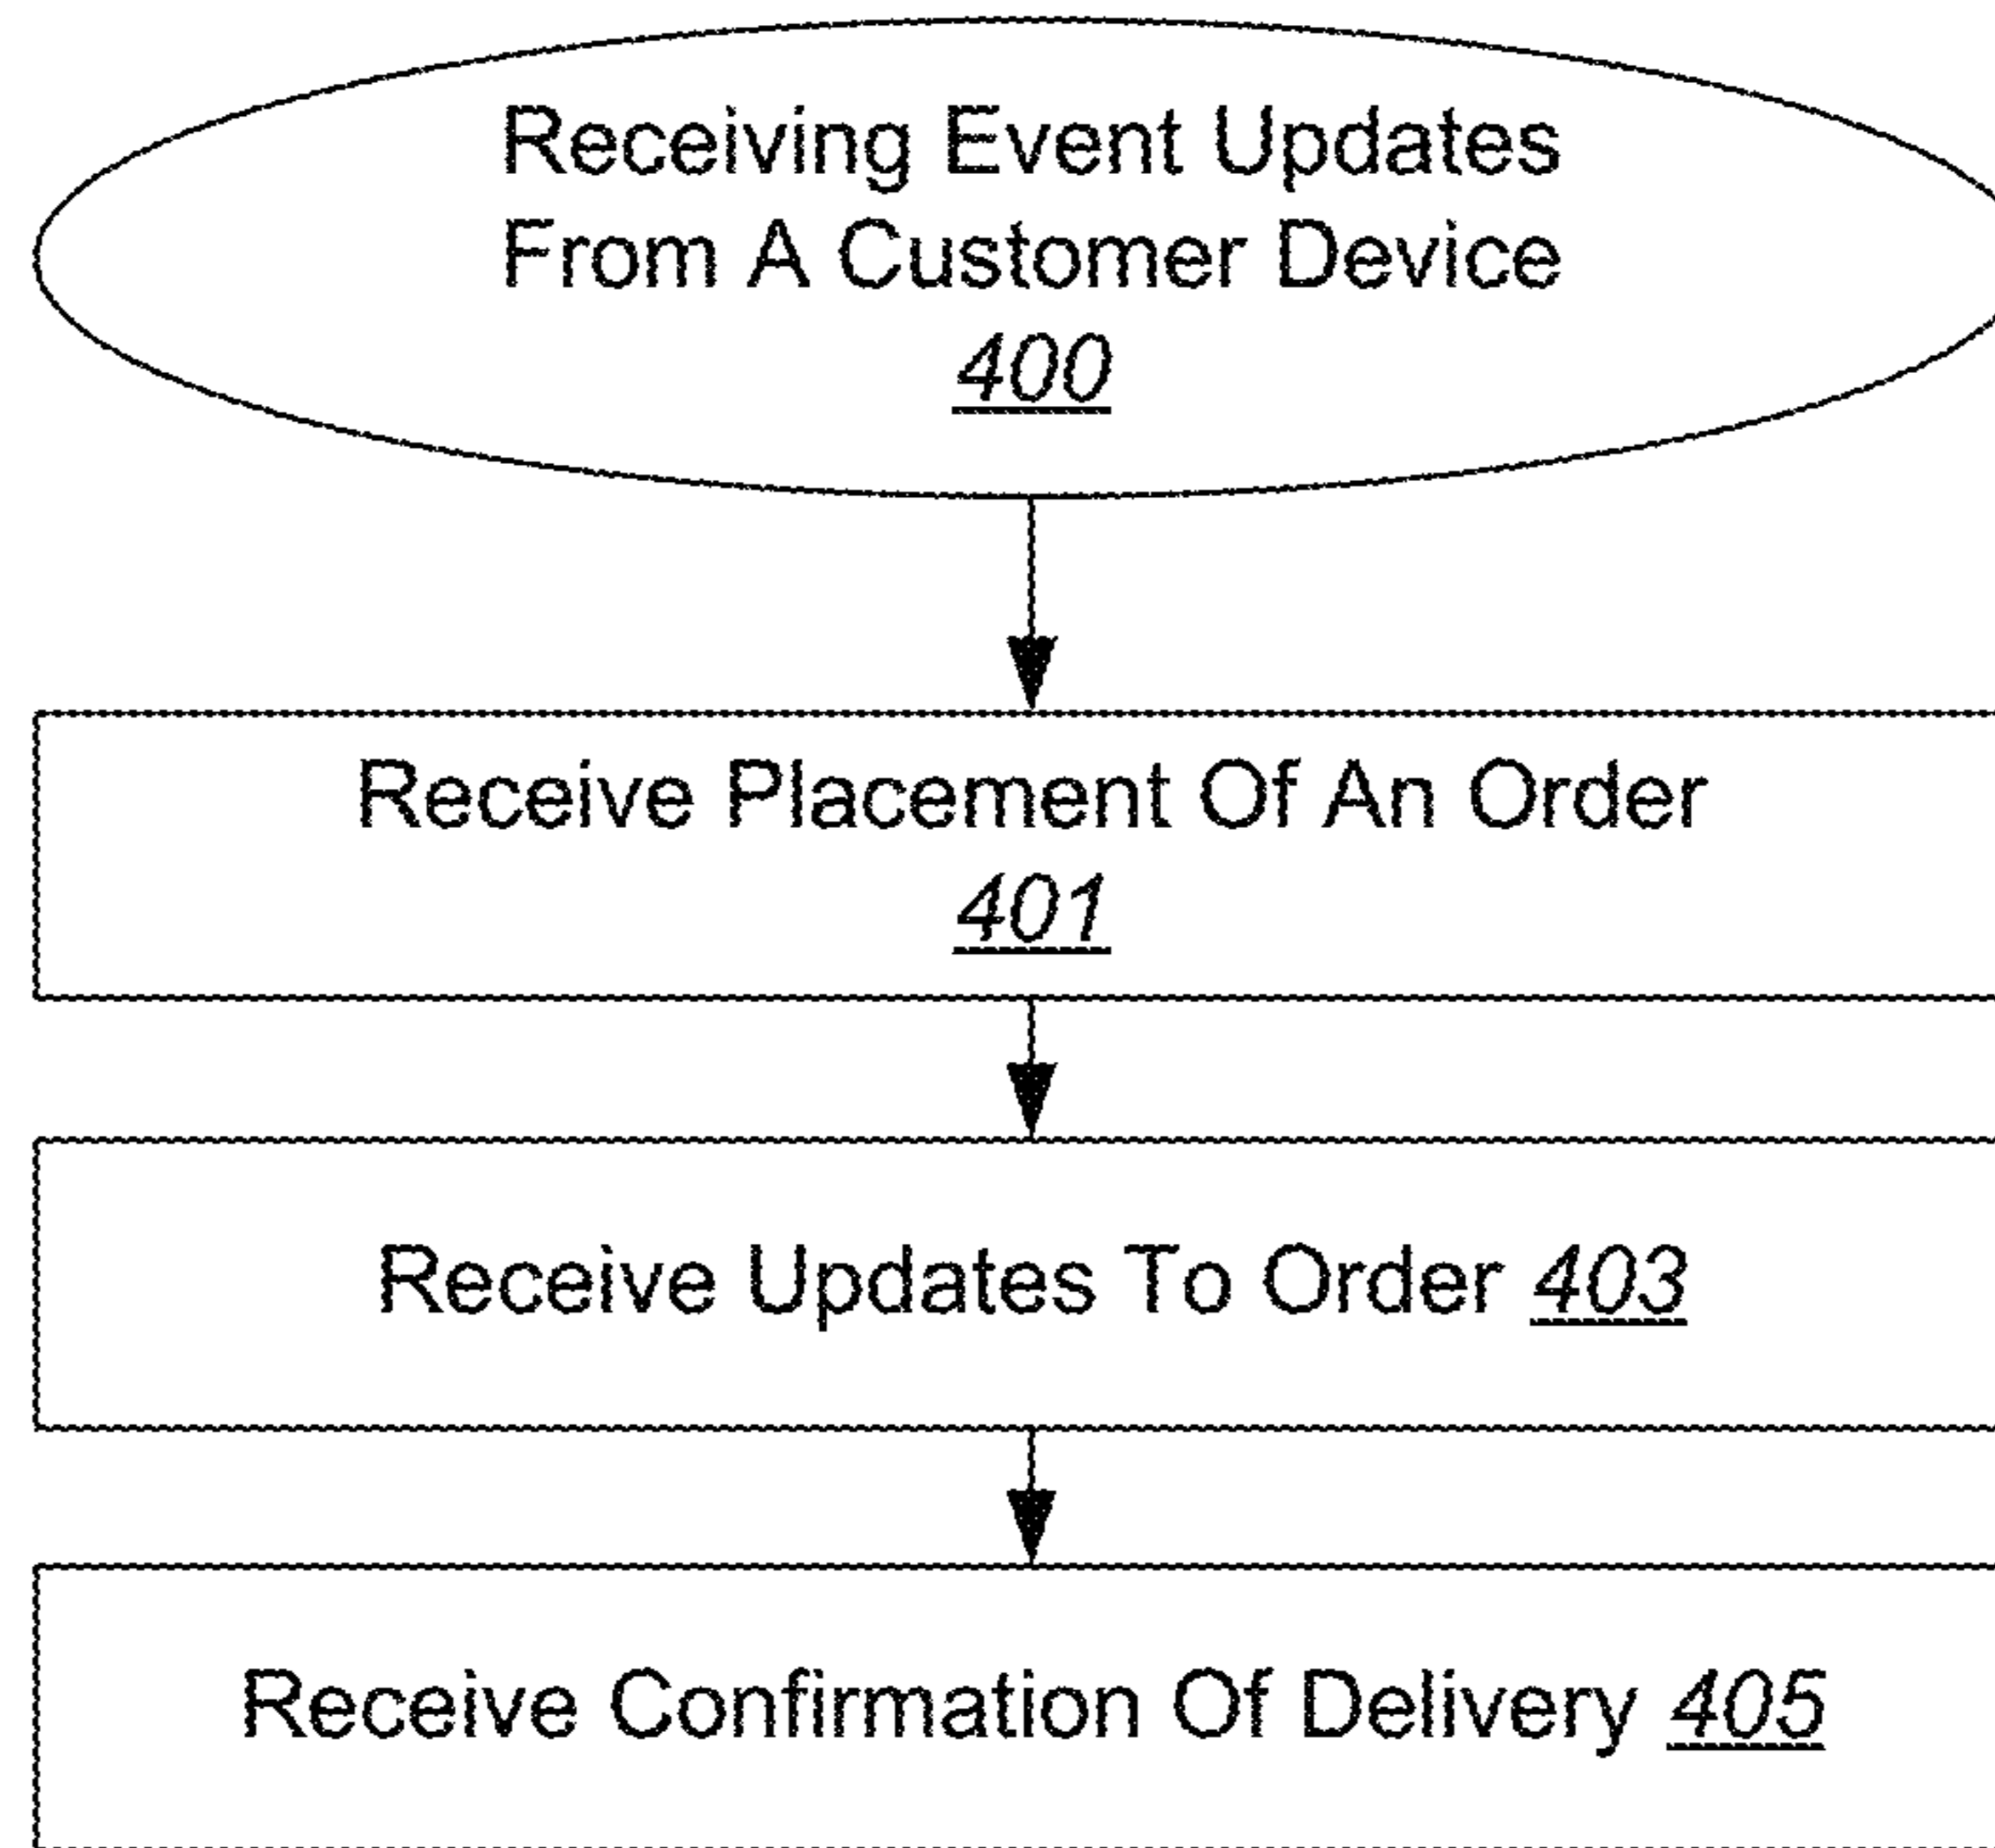 Receiving Event Updates
From A Customer Device
400
Receive Placement Of An Order
401
Receive Updates To Order 403
Receive Confirmation Of Delivery 405